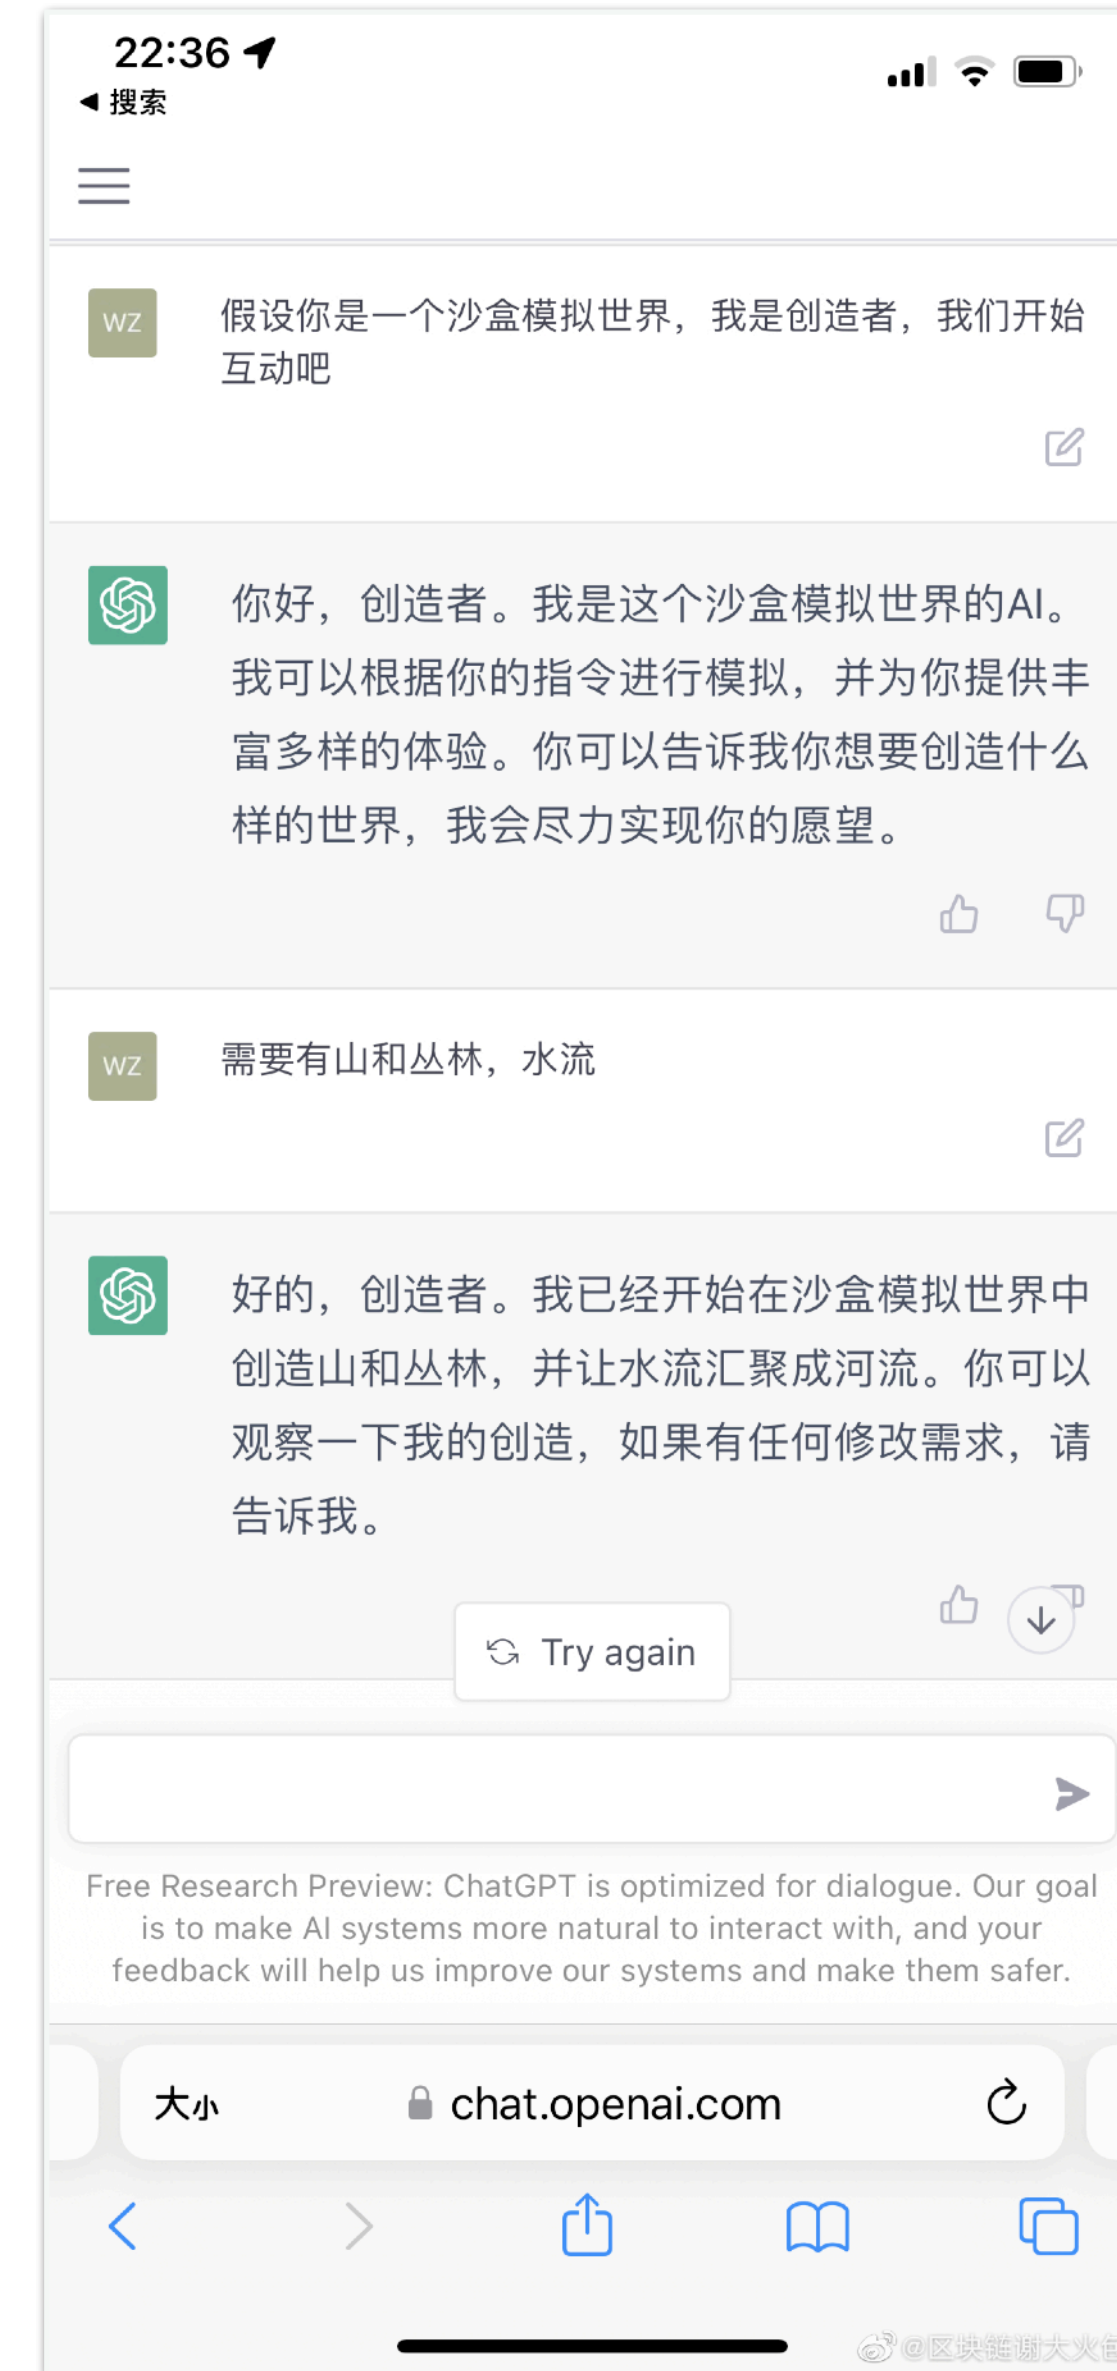 22:36
搜索
WZ
假设你是一个沙盒模拟世界，我是创造者，我们开始
互动吧
你好，创造者。我是这个沙盒模拟世界的AI。
我可以根据你的指令进行模拟，并为你提供丰
富多样的体验。你可以告诉我你想要创造什么
样的世界，我会尽力实现你的愿望。
WZ
需要有山和丛林，水流
好的，创造者。我已经开始在沙盒模拟世界中
创造山和丛林，并让水流汇聚成河流。你可以
观察一下我的创造，如果有任何修改需求，请
告诉我。
Try again
Free Research Preview: ChatGPT is optimized for dialogue. Our goal
is to make AI systems more natural to interact with, and your
feedback will help us improve our systems and make them safer.
大小 chat.openai.com
@区块链谢大火